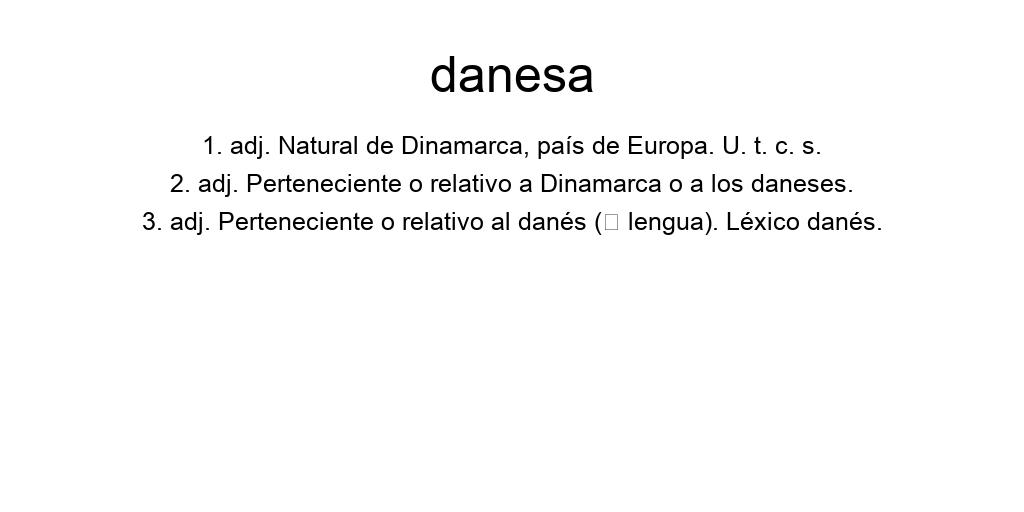 danesa
1. adj. Natural de Dinamarca, país de Europa. U. t. c. s.
2. adj. Perteneciente o relativo a Dinamarca o a los daneses.
3. adj. Perteneciente o relativo al danés (□ lengua). Léxico danés.